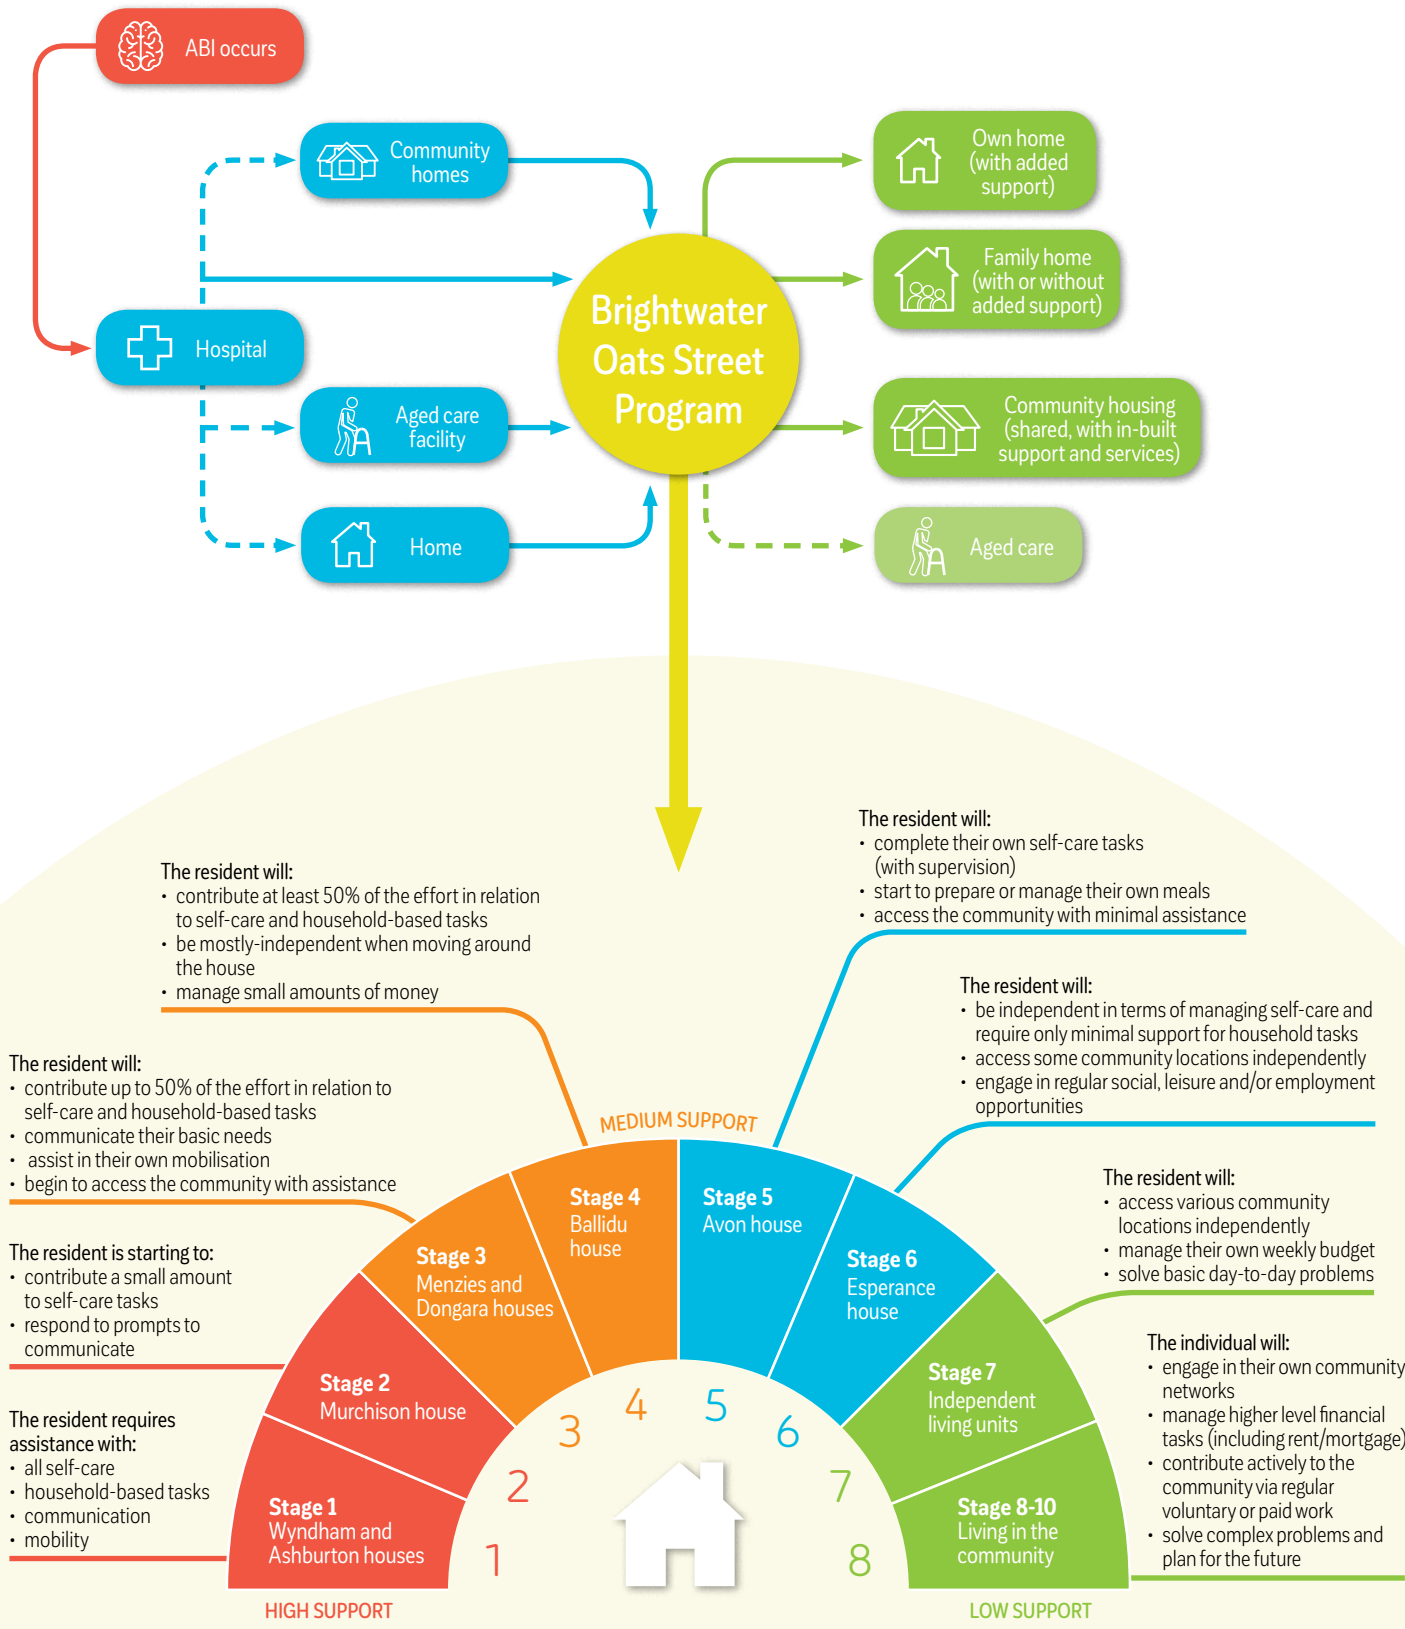 ABI occurs
Community
homes
Own home
(with added
support)
Family home
(with or without
added support)
Hospital
Brightwater
Oats Street
Program
Aged care
facility
Community housing
(shared, with in-built
support and services)
Home
Aged care
The resident will:
• complete their own self-care tasks
(with supervision)
• start to prepare or manage their own meals
• access the community with minimal assistance
The resident will:
• contribute at least 50% of the effort in relation
to self-care and household-based tasks
• be mostly-independent when moving around
the house
• manage small amounts of money
The resident will:
• be independent in terms of managing self-care and
require only minimal support for household tasks
• access some community locations independently
• engage in regular social, leisure and/or employment
opportunities
The resident will:
• contribute up to 50% of the effort in relation to
self-care and household-based tasks
• communicate their basic needs
• assist in their own mobilisation
• begin to access the community with assistance
MEDIUM SUPPORT
The resident will:
• access various community
locations independently
• manage their own weekly budget
• solve basic day-to-day problems
The resident is starting to:
• contribute a small amount
to self-care tasks
• respond to prompts to
communicate
The individual will:
• engage in their own community
networks
• manage higher level financial
tasks (including rent/mortgage)
• contribute actively to the
community via regular
voluntary or paid work
• solve complex problems and
plan for the future
The resident requires
assistance with:
• all self-care
• household-based tasks
• communication
• mobility
Stage 1
Wyndham and
Ashburton houses
Stage 2
Murchison house
Stage 3
Menzies and
Dongara houses
Stage 4
Ballidu
house
Stage 5
Avon house
Stage 6
Esperance
house
Stage 7
Independent
living units
Stage 8-10
Living in the
community
1
2
3
4
5
6
7
8
HIGH SUPPORT
LOW SUPPORT